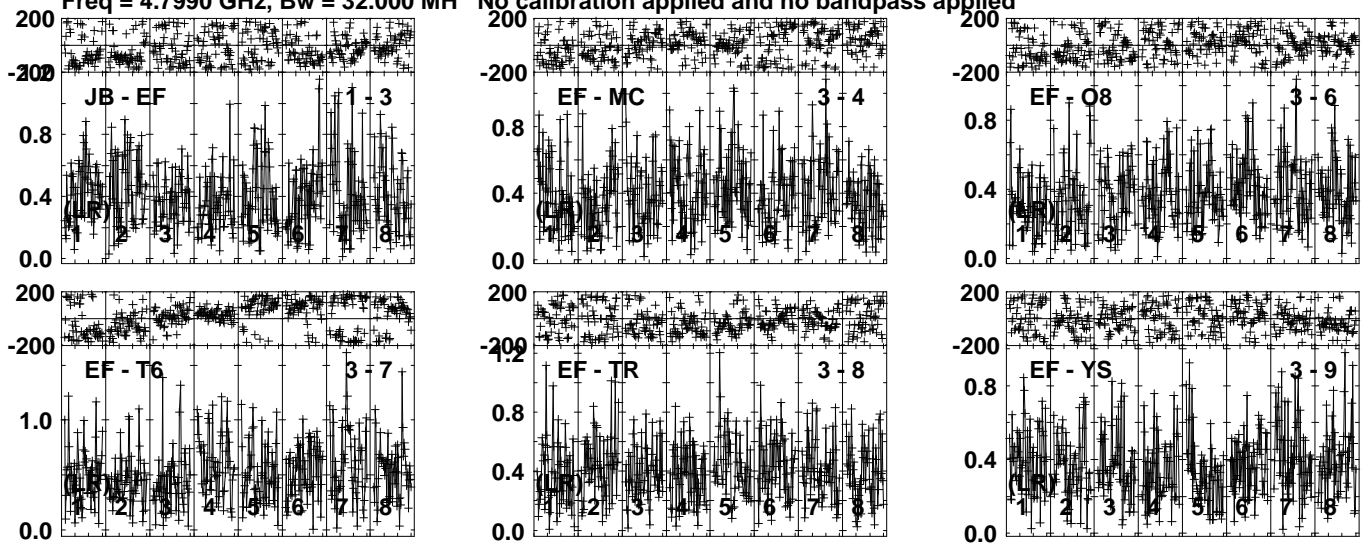 Freq = 4.7990 GHz, Bw = 32.000 MH No calibration applied and no bandpass applied
200
-200
JB - EF 1 - 3
0.8
0.4
(LR)
1 2 3 4 5 6 7 8
0.0
200
-200
EF - MC 3 - 4
0.8
0.4
(LR)
1 2 3 4 5 6 7 8
0.0
200
-200
EF - O8 3 - 6
0.8
0.4
(LR)
1 2 3 4 5 6 7 8
0.0
200
-200
EF - T6 3 - 7
1.0
(LR)
1 2 3 4 5 6 7 8
0.0
200
-200
1.2
EF - TR 3 - 8
0.8
0.4
(LR)
1 2 3 4 5 6 7 8
0.0
200
-200
EF - YS 3 - 9
0.8
0.4
(LR)
1 2 3 4 5 6 7 8
0.0